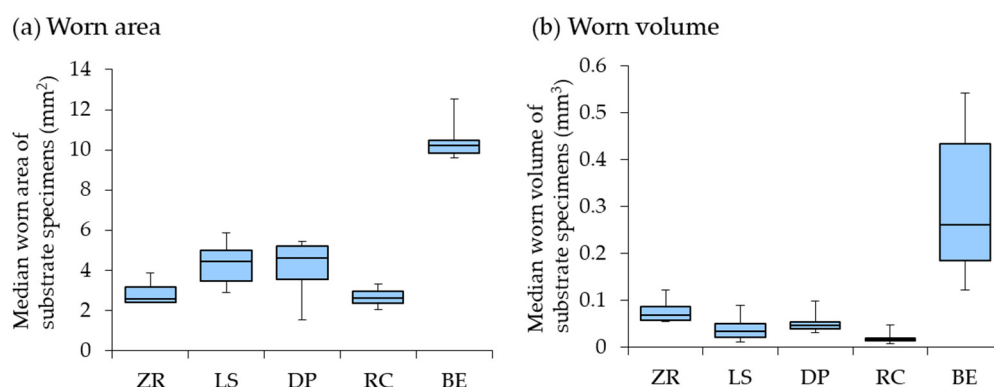 (a) Worn area
Median worn area of
substrate specimens (mm²)
14
12
10
8
6
4
2
0
ZR LS DP RC BE
(b) Worn volume
Median worn volume of
substrate specimens (mm³)
0.6
0.5
0.4
0.3
0.2
0.1
0
ZR LS DP RC BE